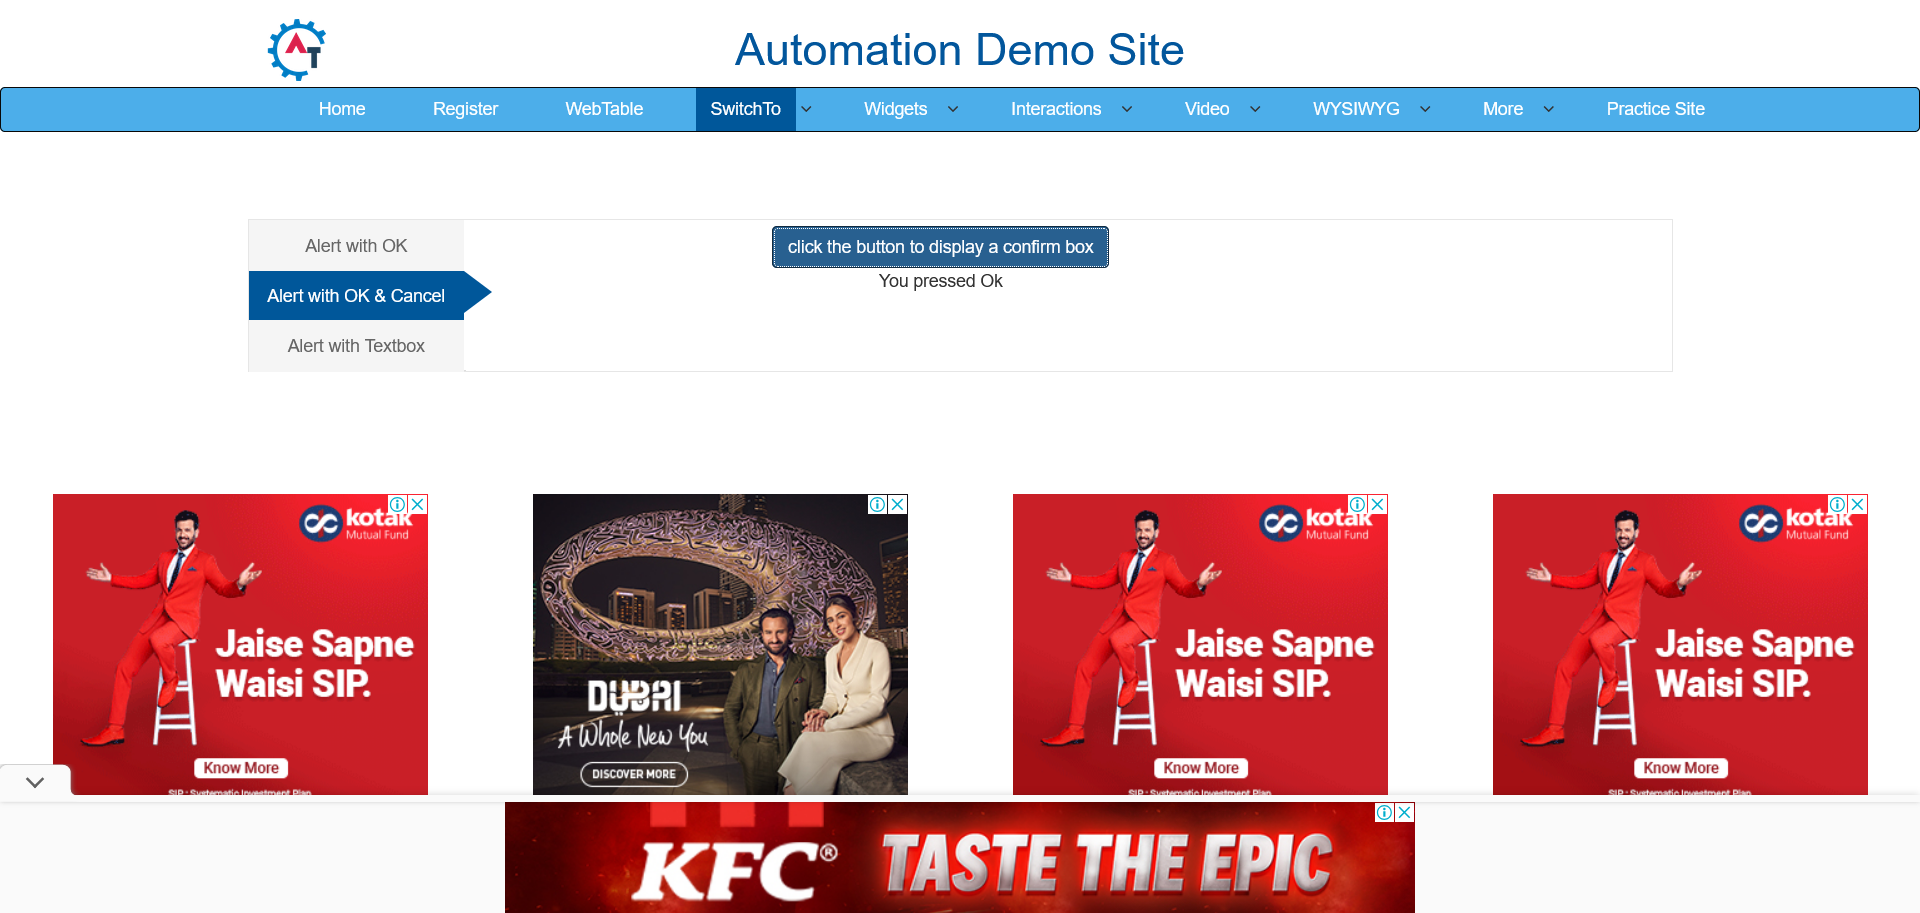 AT
Automation Demo Site
Home Register WebTable SwitchTo Widgets Interactions Video WYSIWYG More Practice Site
Alert with OK
Alert with OK & Cancel
Alert with Textbox
click the button to display a confirm box
You pressed Ok
kotak
Mutual Fund
Jaise Sapne
Waisi SIP.
Know More
SIP : Systematic Investment Plan
DUBAI
A Whole New You
DISCOVER MORE
kotak
Mutual Fund
Jaise Sapne
Waisi SIP.
Know More
SIP : Systematic Investment Plan
kotak
Mutual Fund
Jaise Sapne
Waisi SIP.
Know More
SIP : Systematic Investment Plan
KFC®
TASTE THE EPIC